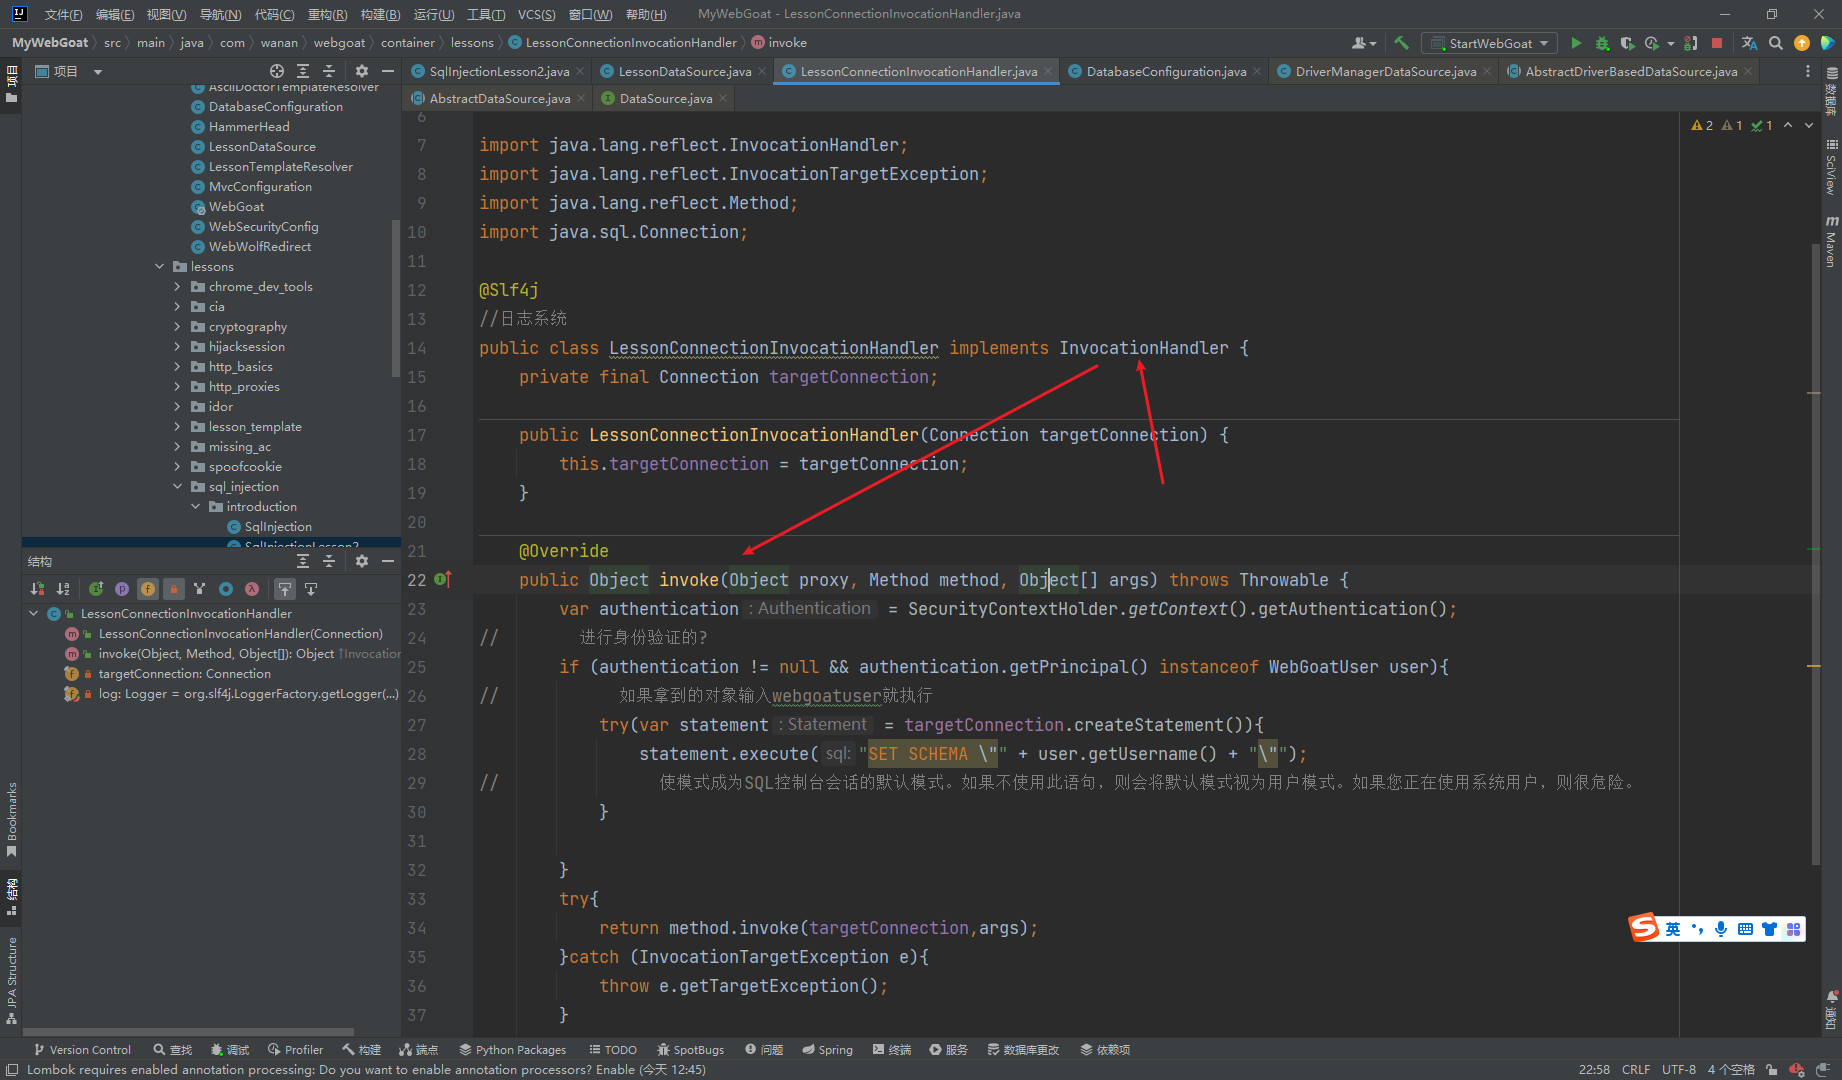 文件(F) 编辑(E) 视图(V) 导航(N) 代码(C) 重构(R) 构建(B) 运行(U) 工具(T) VCS(S) 窗口(W) 帮助(H) MyWebGoat - LessonConnectionInvocationHandler.java
MyWebGoat src main java com wanan webgoat container lessons LessonConnectionInvocationHandler invoke StartWebGoat
项目 项目
SqlInjectionLesson2.java LessonDataSource.java LessonConnectionInvocationHandler.java DatabaseConfiguration.java DriverManagerDataSource.java AbstractDriverBasedDataSource.java
AbstractDataSource.java DataSource.java
AsciiDoctorTemplateResolver
DatabaseConfiguration
HammerHead
LessonDataSource
LessonTemplateResolver
MvcConfiguration
WebGoat
WebSecurityConfig
WebWolfRedirect
lessons
chrome_dev_tools
cia
cryptography
hijacksession
http_basics
http_proxies
idor
lesson_template
missing_ac
spoofcookie
sql_injection
introduction
SqlInjection
SqlInjectionLesson2
结构
LessonConnectionInvocationHandler
LessonConnectionInvocationHandler(Connection)
invoke(Object, Method, Object[]): Object ↑Invocation
targetConnection: Connection
log: Logger = org.slf4j.LoggerFactory.getLogger(...)
Bookmarks
结构
JPA Structure
2 1 1
6
7 import java.lang.reflect.InvocationHandler;
8 import java.lang.reflect.InvocationTargetException;
9 import java.lang.reflect.Method;
10 import java.sql.Connection;
11
12 @Slf4j
13 //日志系统
14 public class LessonConnectionInvocationHandler implements InvocationHandler {
15 private final Connection targetConnection;
16
17 public LessonConnectionInvocationHandler(Connection targetConnection) {
18 this.targetConnection = targetConnection;
19 }
20
21 @Override
22 public Object invoke(Object proxy, Method method, Object[] args) throws Throwable {
23 var authentication : Authentication = SecurityContextHolder.getContext().getAuthentication();
24 // 进行身份验证的?
25 if (authentication != null && authentication.getPrincipal() instanceof WebGoatUser user){
26 // 如果拿到的对象输入webgoatuser就执行
27 try(var statement : Statement = targetConnection.createStatement()){
28 statement.execute( sql: "SET SCHEMA \"" + user.getUsername() + "\"");
29 // 使模式成为SQL控制台会话的默认模式。如果不使用此语句，则会将默认模式视为用户模式。如果您正在使用系统用户，则很危险。
30 }
31
32 }
33 try{
34 return method.invoke(targetConnection,args);
35 }catch (InvocationTargetException e){
36 throw e.getTargetException();
37 }
数据库
SciView
m Maven
通知
英
Version Control 查找 调试 Profiler 构建 端点 Python Packages TODO SpotBugs 问题 Spring 终端 服务 数据库更改 依赖项
Lombok requires enabled annotation processing: Do you want to enable annotation processors? Enable (今天 12:45) 22:58 CRLF UTF-8 4 个空格